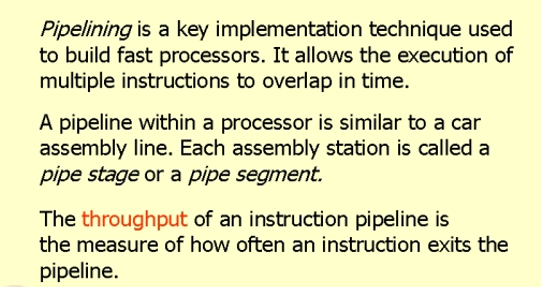 Pipelining is a key implementation technique used
to build fast processors. It allows the execution of
multiple instructions to overlap in time.
A pipeline within a processor is similar to a car
assembly line. Each assembly station is called a
pipe stage or a pipe segment.
The throughput of an instruction pipeline is
the measure of how often an instruction exits the
pipeline.